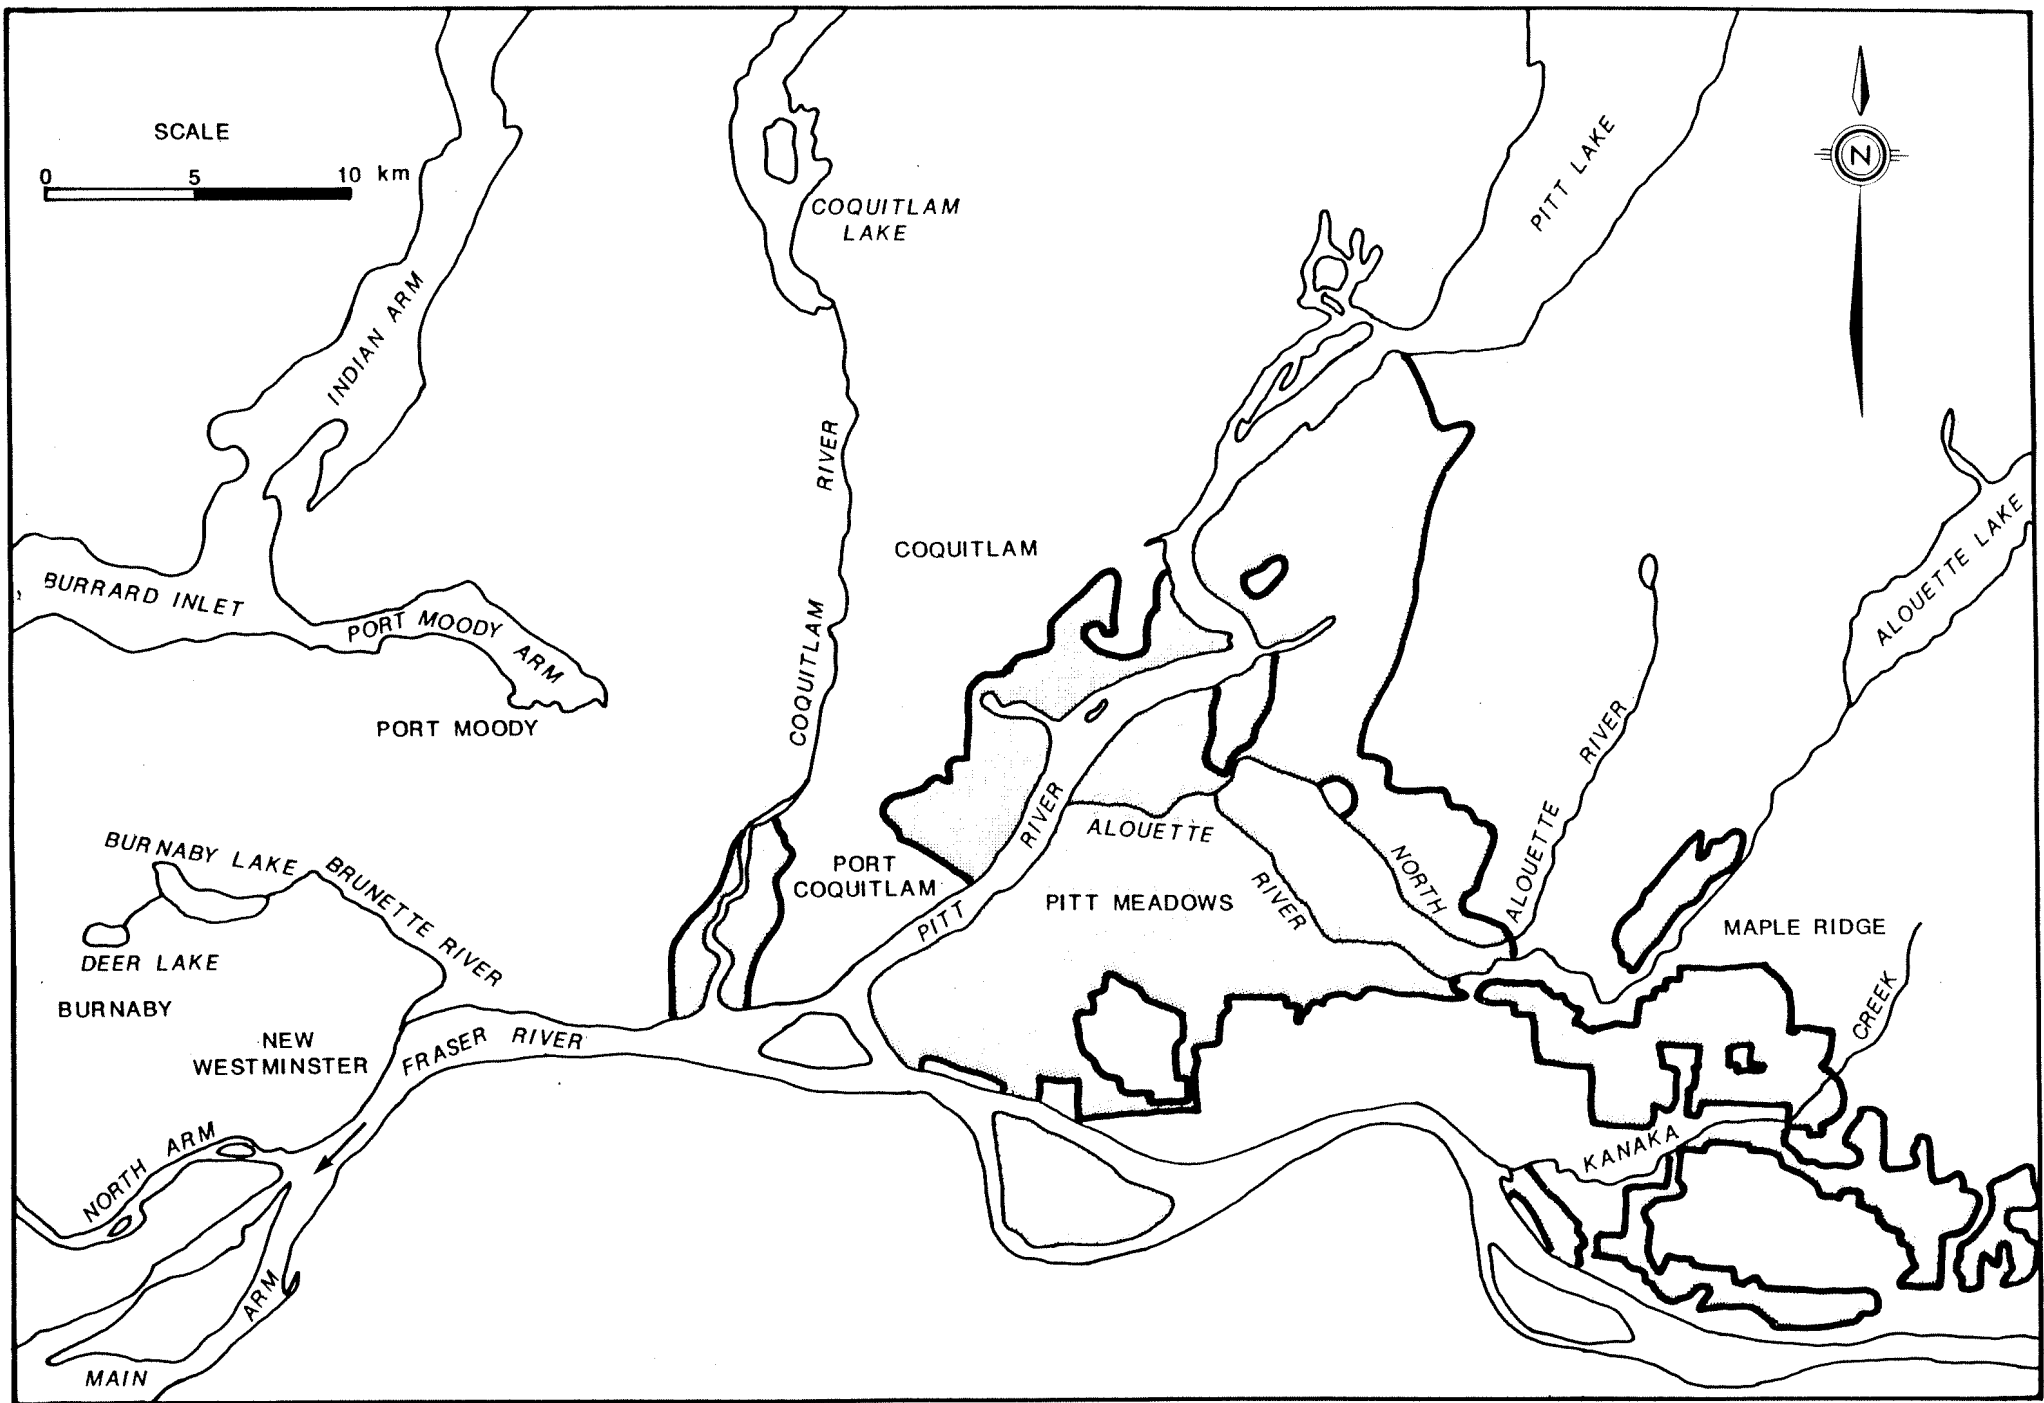 SCALE
0 5 10 km
N
COQUITLAM
LAKE
PITT LAKE
INDIAN ARM
RIVER
COQUITLAM
COQUITLAM
ALOUETTE LAKE
BURRARD INLET
PORT MOODY ARM
PORT MOODY
RIVER
ALOUETTE
RIVER
ALOUETTE
NORTH
RIVER
BURNABY LAKE
BRUNETTE RIVER
PORT
COQUITLAM
PITT
PITT MEADOWS
RIVER
MAPLE RIDGE
DEER LAKE
BURNABY
CREEK
NEW
WESTMINSTER
FRASER RIVER
KANAKA
NORTH ARM
ARM
MAIN